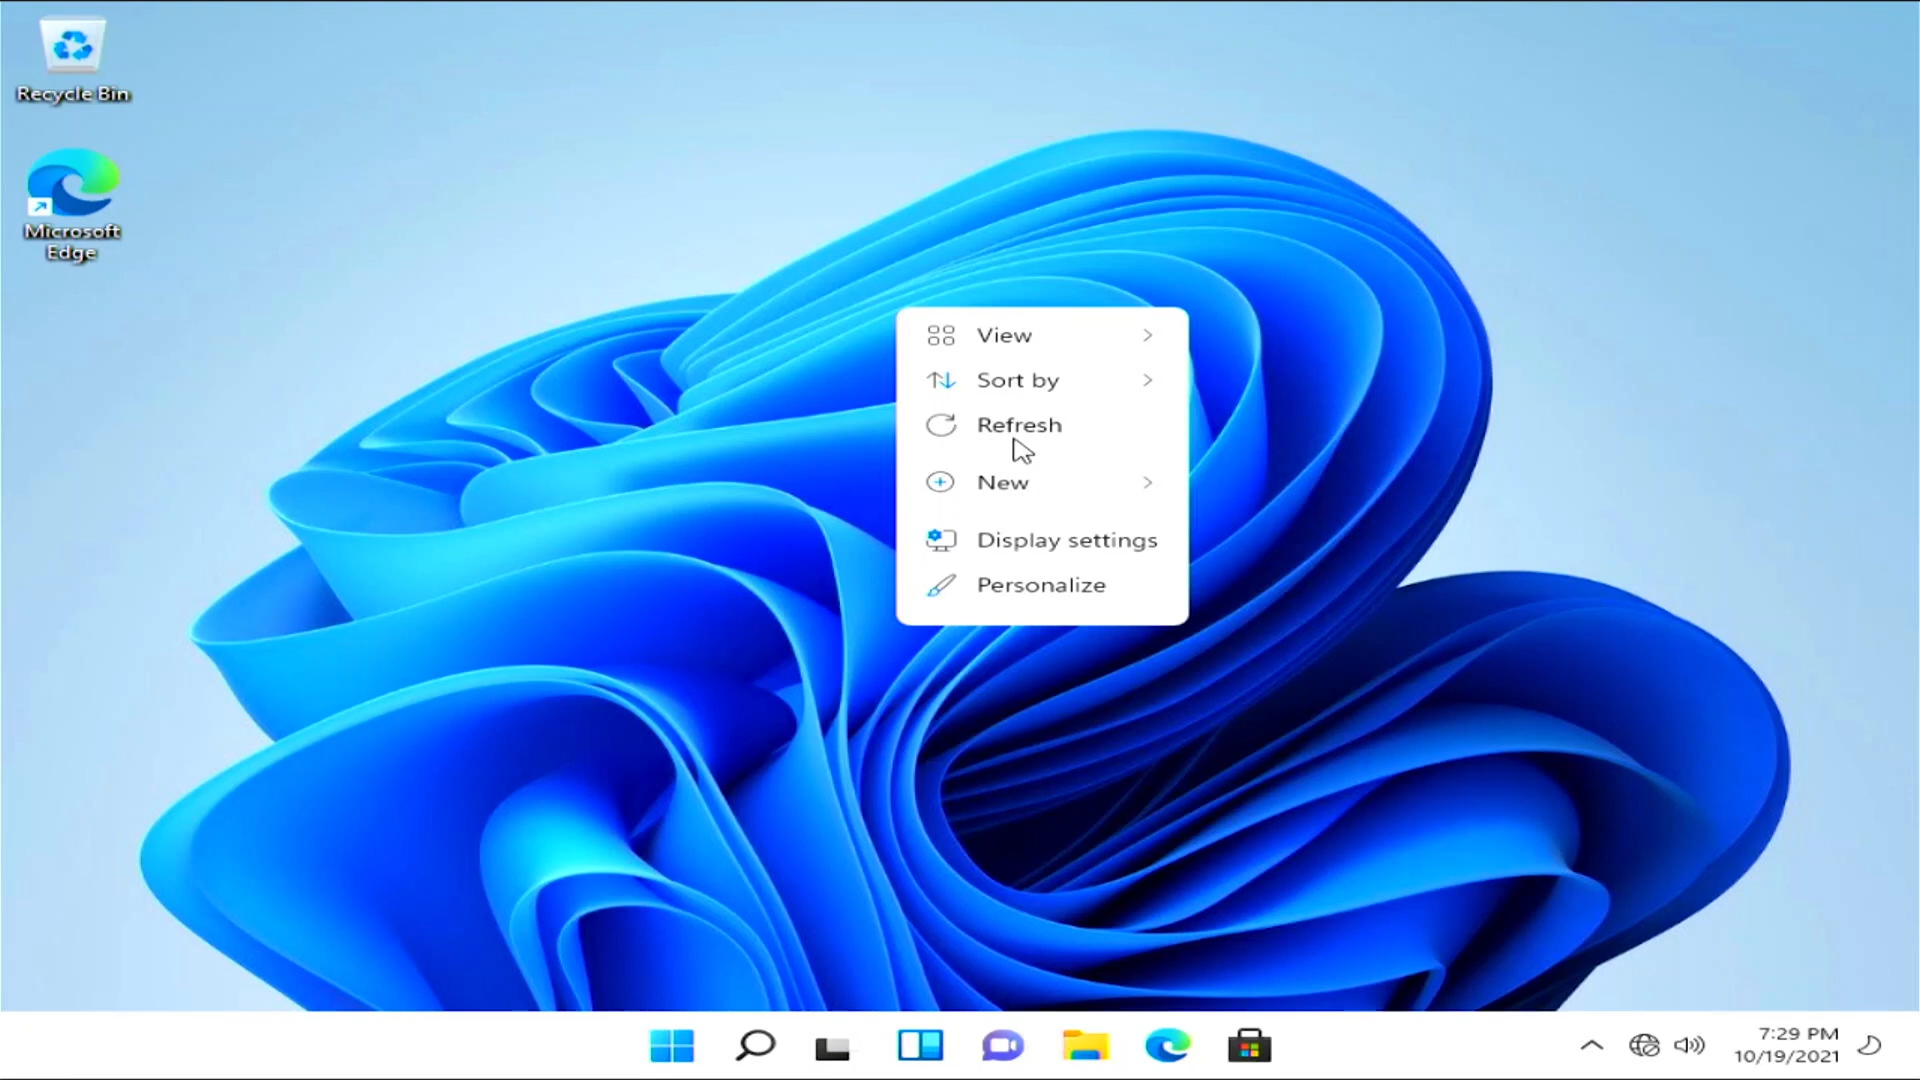 Recycle Bin
Microsoft
Edge
View
Sort by
Refresh
New
Display settings
Personalize
7:29 PM
10/19/2021